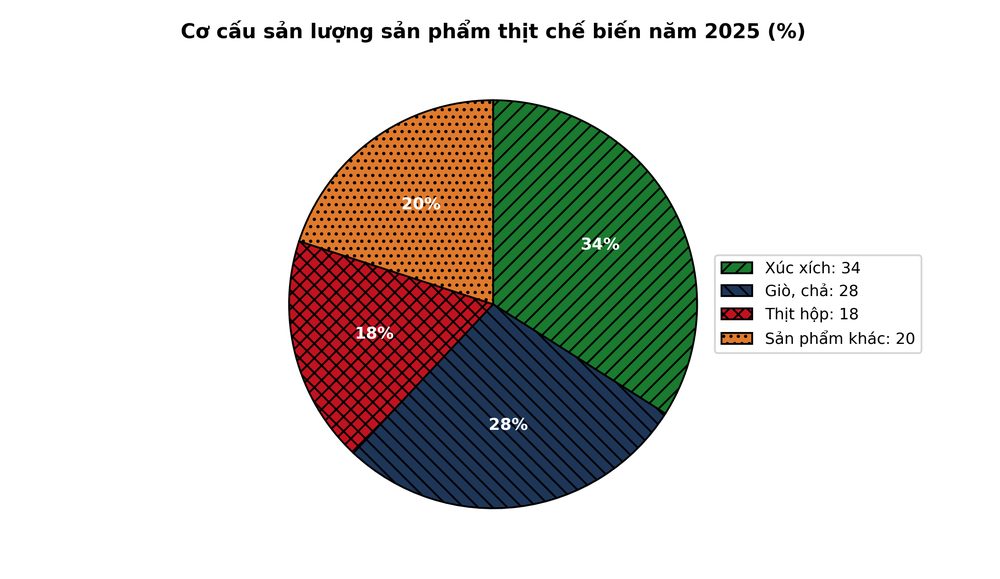 Cơ cấu sản lượng sản phẩm thịt chế biến năm 2025 (%)
20%
34%
18%
28%
Xúc xích: 34
Giò, chả: 28
Thịt hộp: 18
Sản phẩm khác: 20